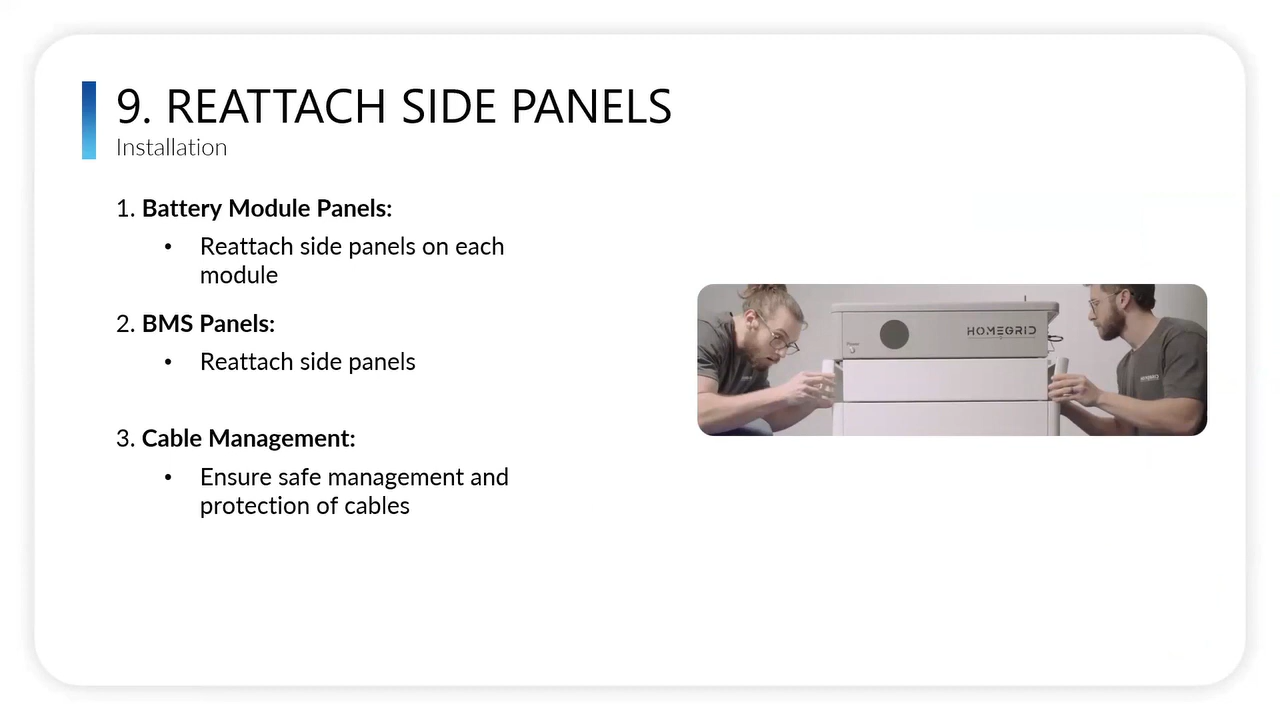 9. REATTACH SIDE PANELS
Installation
1. Battery Module Panels:
• Reattach side panels on each
module
2. BMS Panels:
• Reattach side panels
3. Cable Management:
• Ensure safe management and
protection of cables
HOMEGRID
Power